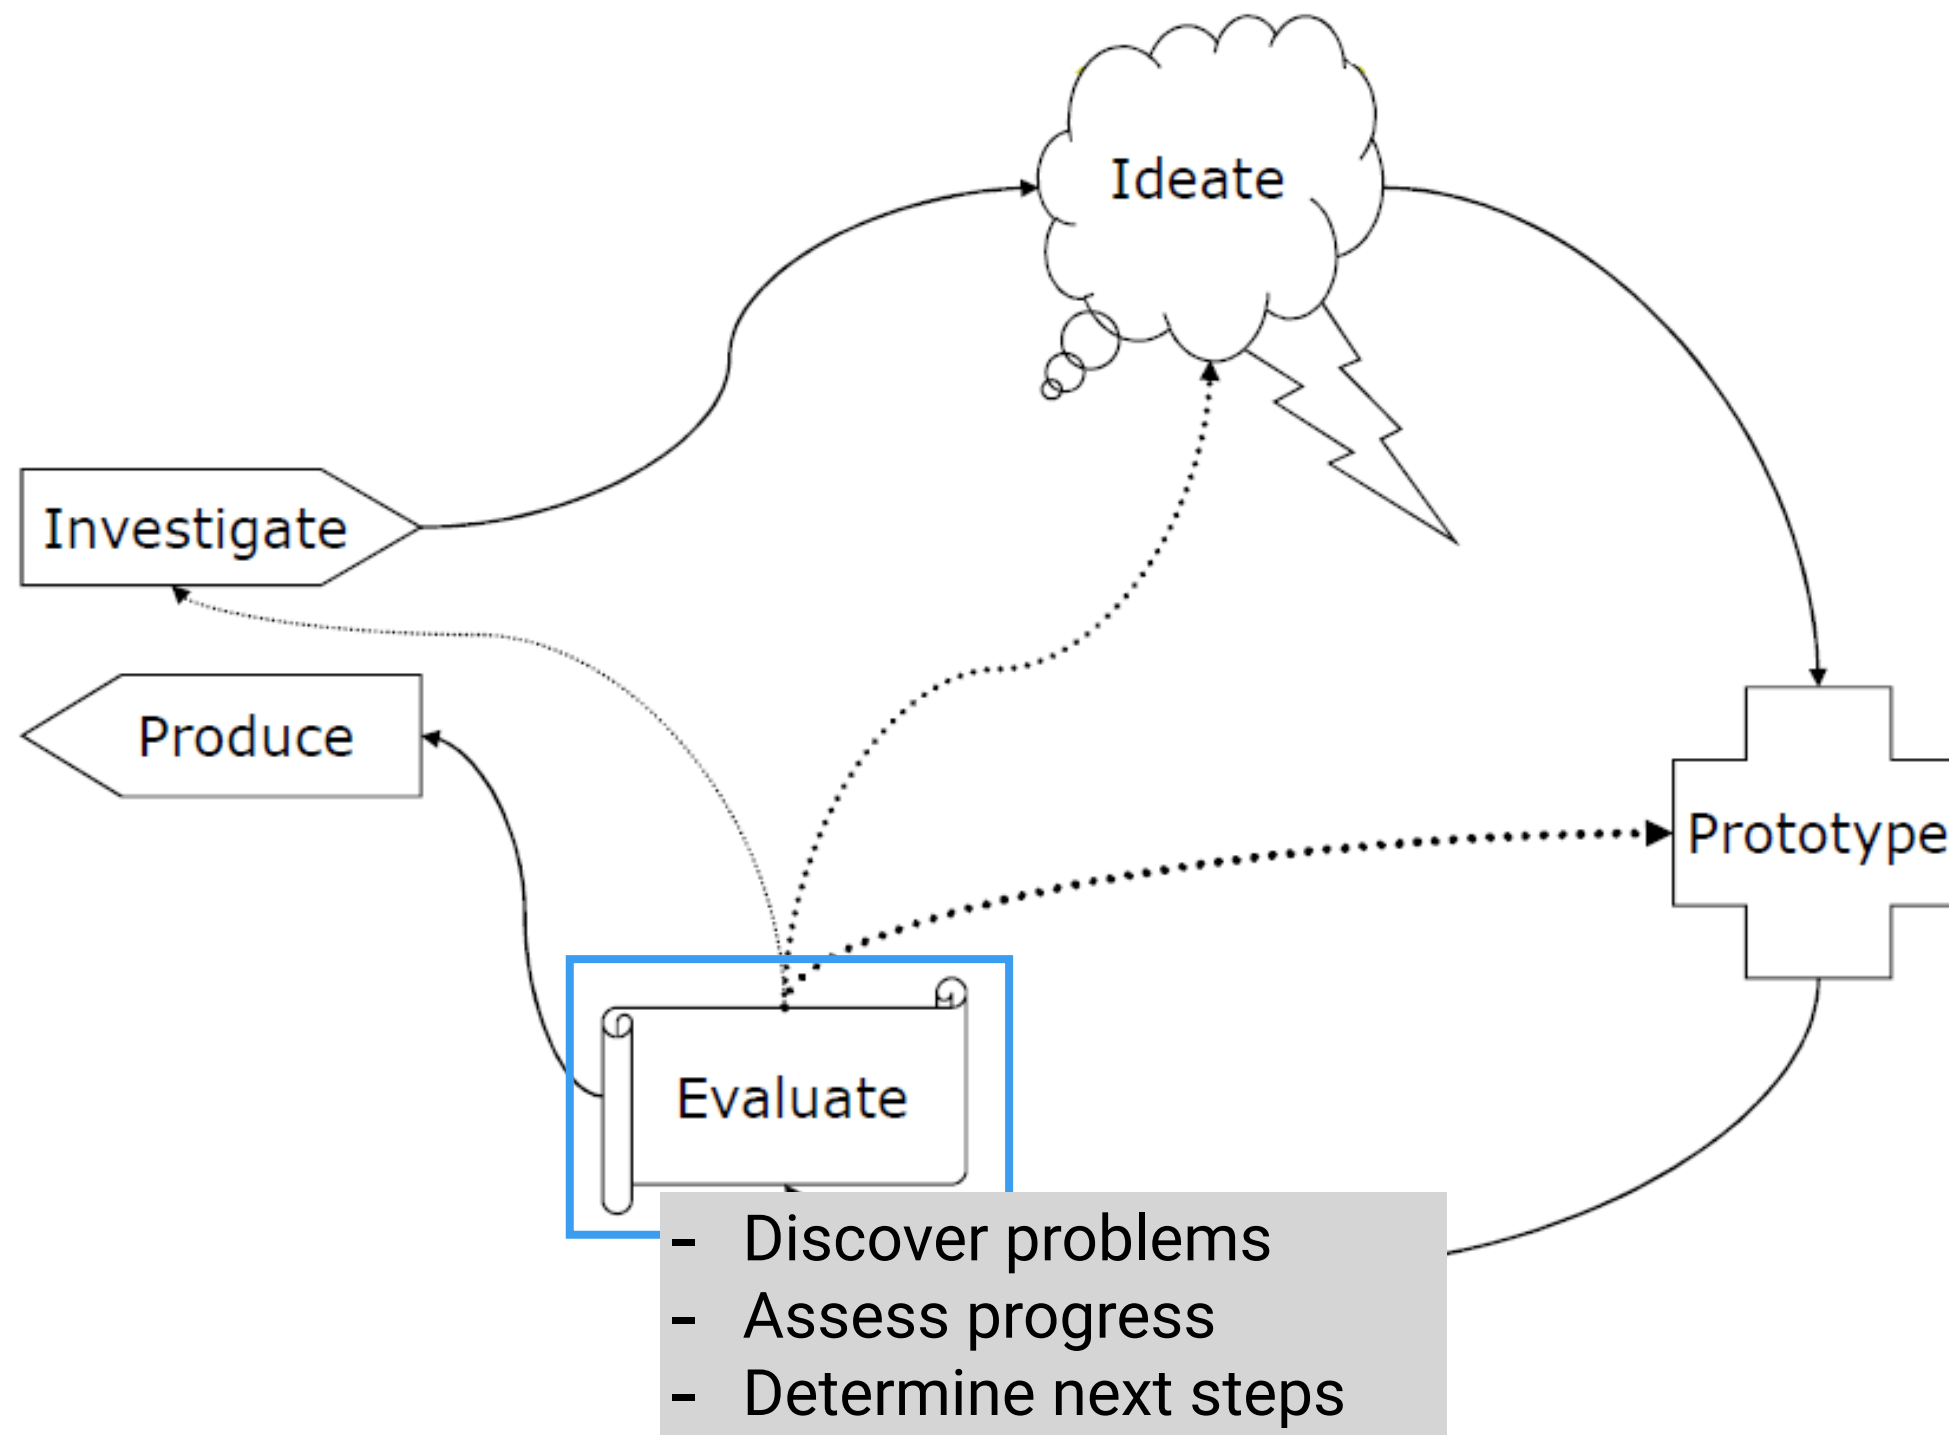 Ideate
Investigate
Produce
Prototype
Evaluate
- Discover problems
- Assess progress
- Determine next steps